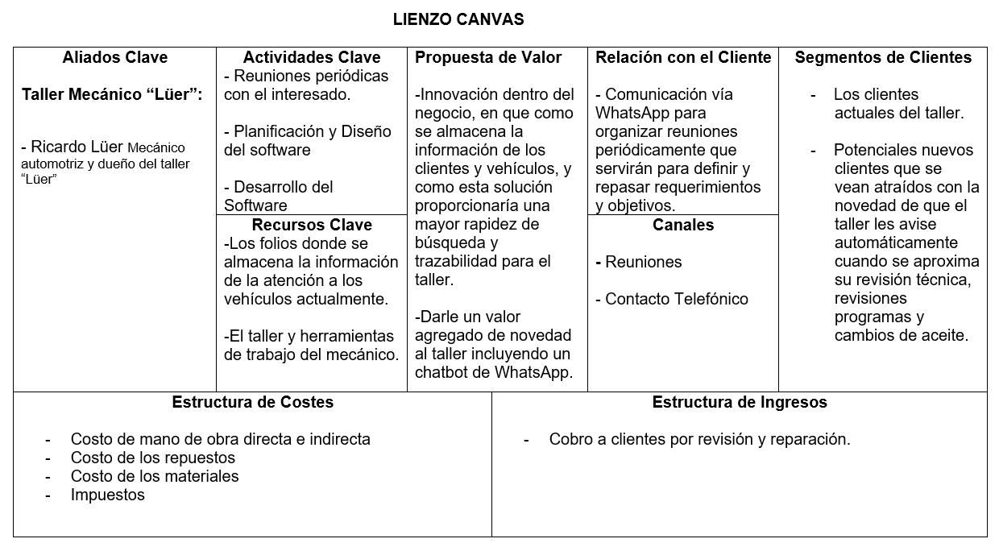 LIENZO CANVAS
Aliados Clave
Taller Mecánico “Lüer”:
- Ricardo Lüer Mecánico
automotriz y dueño del taller
“Lüer”
Actividades Clave
- Reuniones periódicas
con el interesado.
- Planificación y Diseño
del software
- Desarrollo del
Software
Recursos Clave
-Los folios donde se
almacena la información
de la atención a los
vehículos actualmente.
-El taller y herramientas
de trabajo del mecánico.
Propuesta de Valor
-Innovación dentro del
negocio, en que como
se almacena la
información de los
clientes y vehículos, y
como esta solución
proporcionaría una
mayor rapidez de
búsqueda y
trazabilidad para el
taller.
-Darle un valor
agregado de novedad
al taller incluyendo un
chatbot de WhatsApp.
Relación con el Cliente
- Comunicación vía
WhatsApp para
organizar reuniones
periódicamente que
servirán para definir y
repasar requerimientos
y objetivos.
Canales
- Reuniones
- Contacto Telefónico
Segmentos de Clientes
- Los clientes
actuales del taller.
- Potenciales nuevos
clientes que se
vean atraídos con la
novedad de que el
taller les avise
automáticamente
cuando se aproxima
su revisión técnica,
revisiones
programas y
cambios de aceite.
Estructura de Costes
- Costo de mano de obra directa e indirecta
- Costo de los repuestos
- Costo de los materiales
- Impuestos
Estructura de Ingresos
- Cobro a clientes por revisión y reparación.